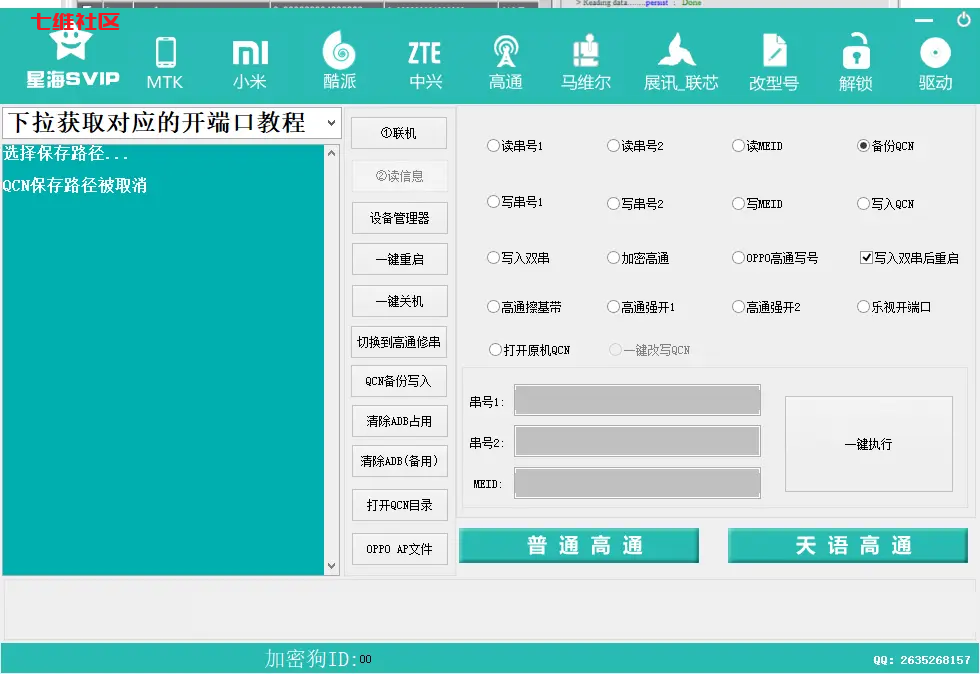 > Reading data........persist : Done
七维社区
星海SVIP
MTK
小米
酷派
ZTE
中兴
高通
马维尔
展讯_联芯
改型号
解锁
驱动
下拉获取对应的开端口教程
选择保存路径...
QCN保存路径被取消
①联机
②读信息
设备管理器
一键重启
一键关机
切换到高通修串
QCN备份写入
清除ADB占用
清除ADB(备用)
打开QCN目录
OPPO AP文件
读串号1
读串号2
读MEID
备份QCN
写串号1
写串号2
写MEID
写入QCN
写入双串
加密高通
OPPO高通写号
写入双串后重启
高通擦基带
高通强开1
高通强开2
乐视开端口
打开原机QCN
一键改写QCN
串号1:
串号2:
MEID:
一键执行
普通高通
天语高通
加密狗ID:00
QQ: 2635268157